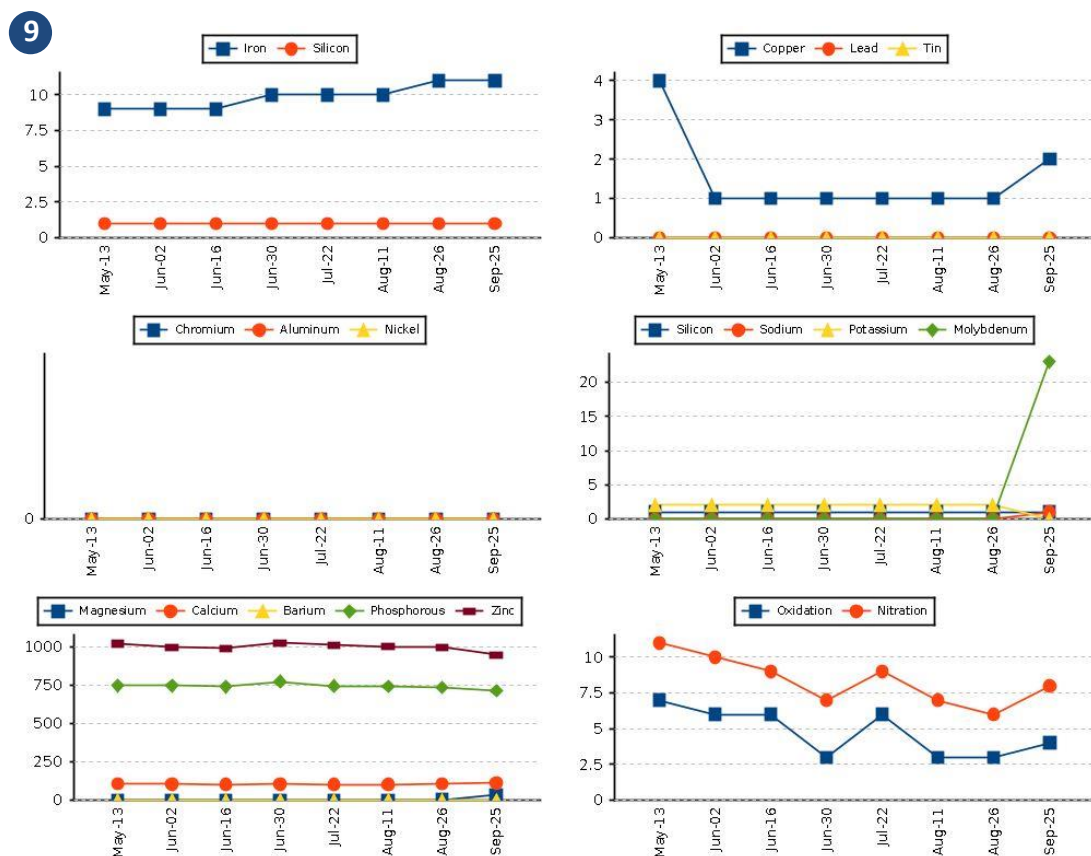 9
Iron Silicon
10
7.5
5
2.5
0
May-13 Jun-02 Jun-16 Jun-30 Jul-22 Aug-11 Aug-26 Sep-25
Copper Lead Tin
4
3
2
1
0
May-13 Jun-02 Jun-16 Jun-30 Jul-22 Aug-11 Aug-26 Sep-25
Chromium Aluminum Nickel
0
May-13 Jun-02 Jun-16 Jun-30 Jul-22 Aug-11 Aug-26 Sep-25
Silicon Sodium Potassium Molybdenum
20
15
10
5
0
May-13 Jun-02 Jun-16 Jun-30 Jul-22 Aug-11 Aug-26 Sep-25
Magnesium Calcium Barium Phosphorous Zinc
1000
750
500
250
0
May-13 Jun-02 Jun-16 Jun-30 Jul-22 Aug-11 Aug-26 Sep-25
Oxidation Nitration
10
7.5
5
2.5
0
May-13 Jun-02 Jun-16 Jun-30 Jul-22 Aug-11 Aug-26 Sep-25